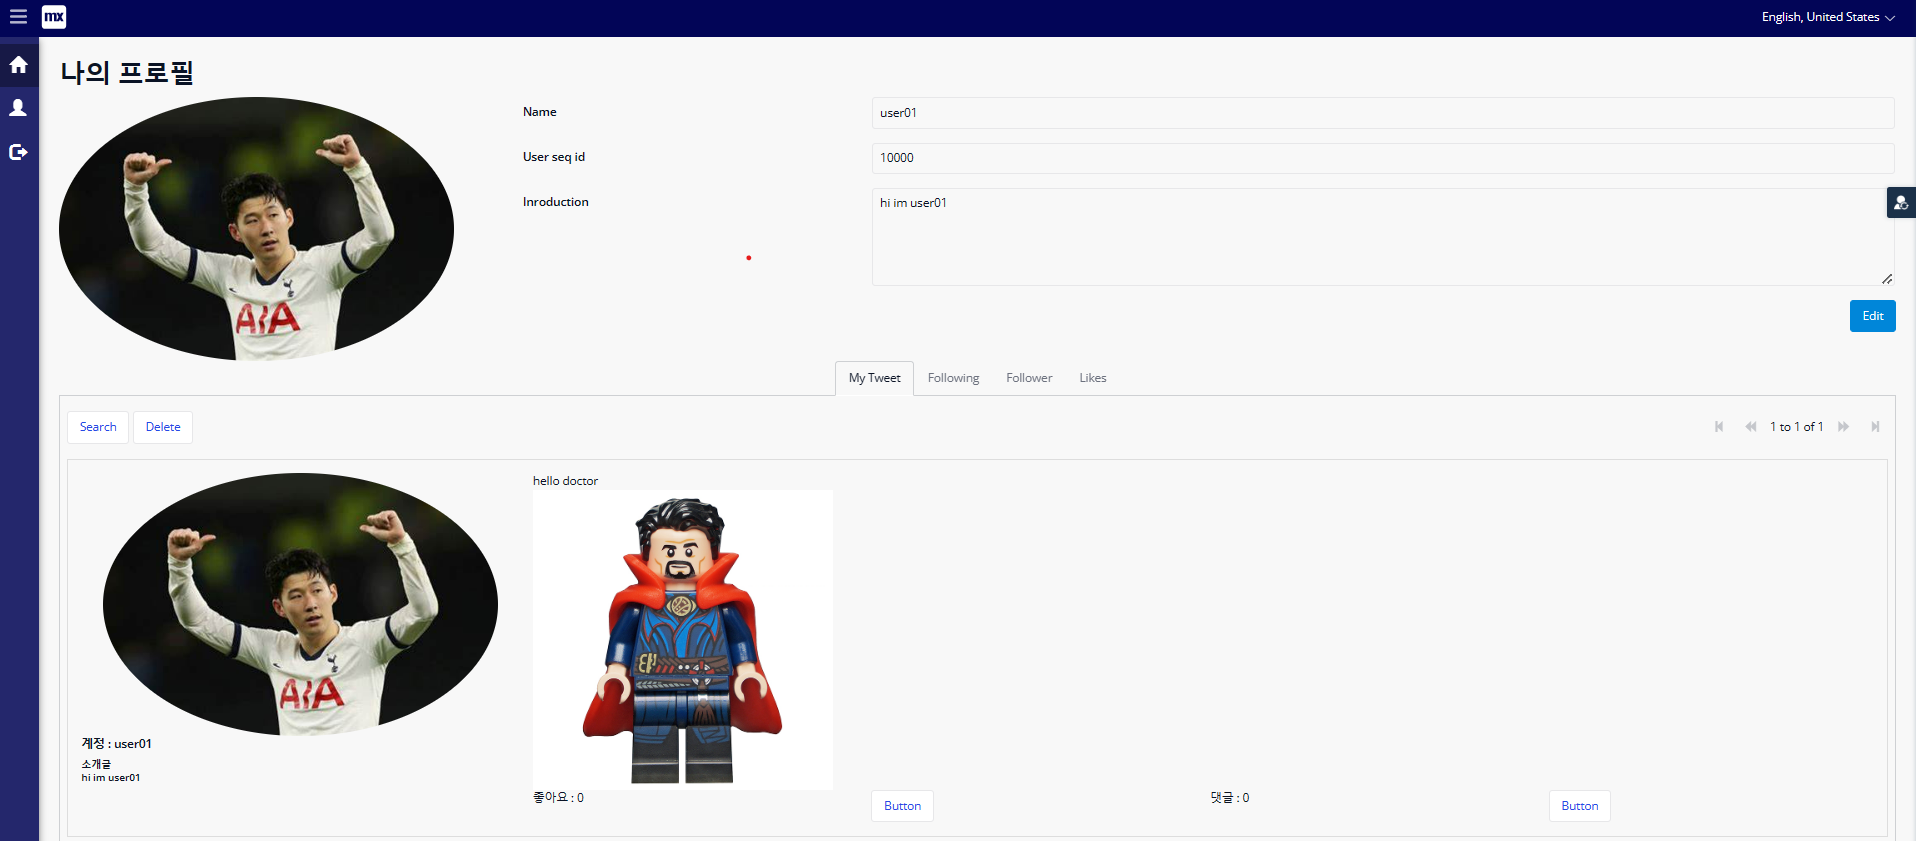 mx
English, United States
나의 프로필
Name
user01
User seq id
10000
Inroduction
hi im user01
AIA
Edit
My Tweet
Following
Follower
Likes
Search
Delete
1 to 1 of 1
hello doctor
AIA
계정 : user01
소개글
hi im user01
좋아요 : 0
Button
댓글 : 0
Button